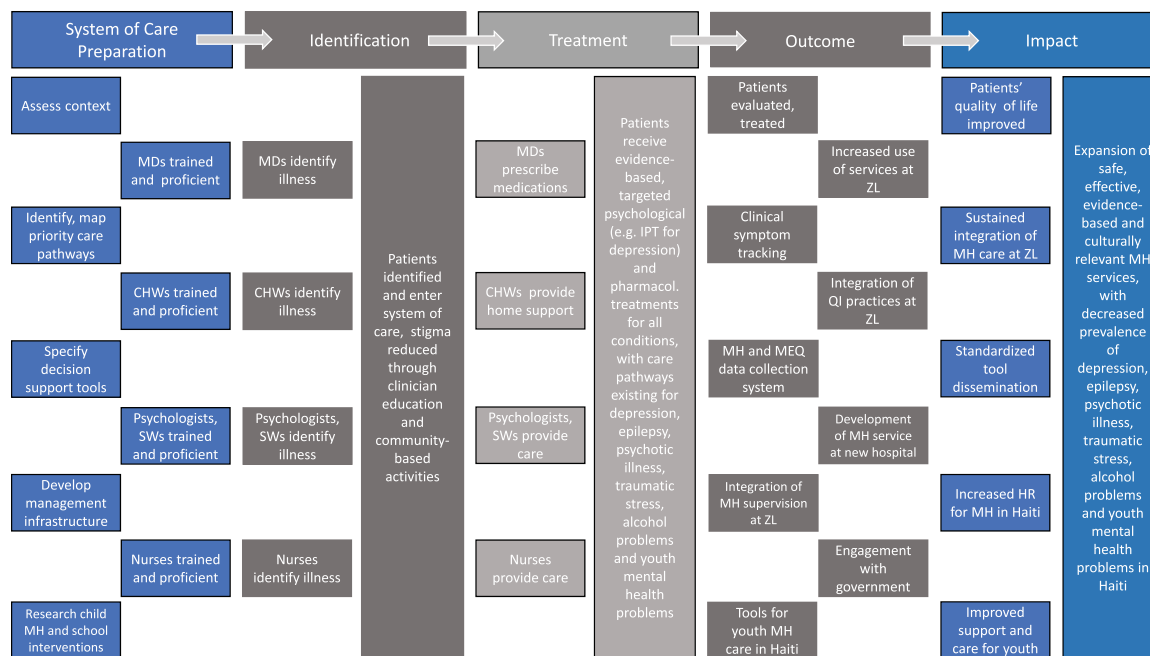 System of Care
Preparation
Identification
Treatment
Outcome
Impact
Assess context
Identify, map
priority care
pathways
Specify
decision
support tools
Develop
management
infrastructure
Research child
MH and school
interventions
MDs trained
and proficient
CHWs trained
and proficient
Psychologists,
SWs trained
and proficient
Nurses trained
and proficient
MDs identify
illness
CHWs identify
illness
Psychologists,
SWs identify
illness
Nurses
identify illness
Patients
identified
and enter
system of
care, stigma
reduced
through
clinician
education
and
community-
based
activities
MDs
prescribe
medications
CHWs provide
home support
Psychologists,
SWs provide
care
Nurses
provide care
Patients
receive
evidence-
based,
targeted
psychological
(e.g. IPT for
depression)
and
pharmacol.
treatments
for all
conditions,
with care
pathways
existing for
depression,
epilepsy,
psychotic
illness,
traumatic
stress,
alcohol
problems
and youth
mental
health
problems
Patients
evaluated,
treated
Clinical
symptom
tracking
MH and MEQ
data collection
system
Integration of
MH supervision
at ZL
Tools for
youth MH
care in Haiti
Increased use
of services at
ZL
Integration of
QI practices at
ZL
Development
of MH service
at new hospital
Engagement
with
government
Patients'
quality of life
improved
Sustained
integration of
MH care at ZL
Standardized
tool
dissemination
Increased HR
for MH in Haiti
Improved
support and
care for youth
Expansion of
safe,
effective,
evidence-
based and
culturally
relevant MH
services,
with
decreased
prevalence
of
depression,
epilepsy,
psychotic
illness,
traumatic
stress,
alcohol
problems
and youth
mental
health
problems in
Haiti